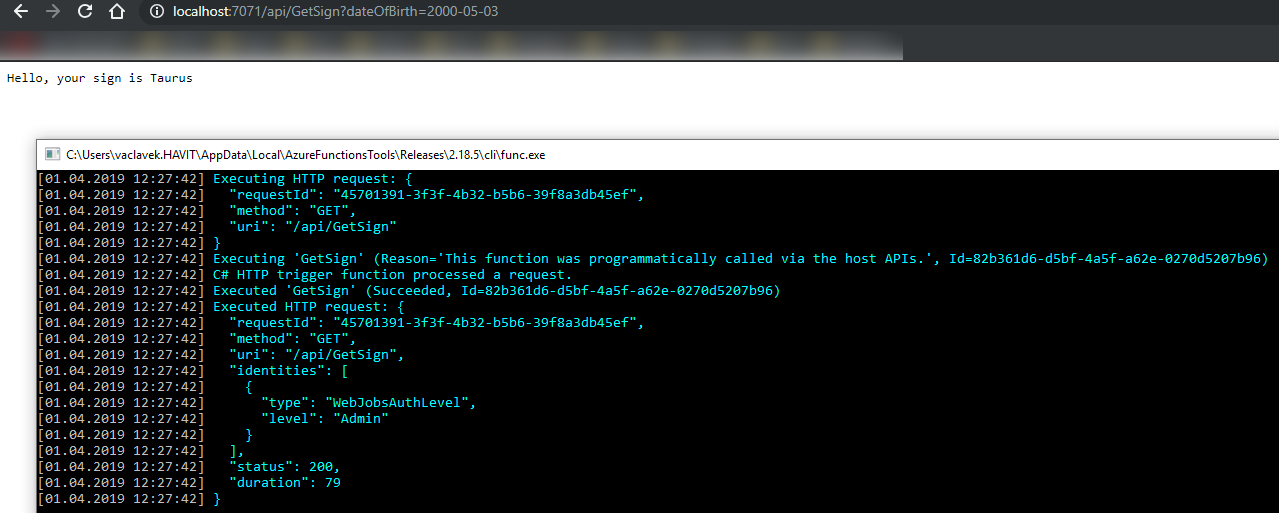 localhost:7071/api/GetSign?dateOfBirth=2000-05-03
Hello, your sign is Taurus
C:\Users\vaclavek.HAVIT\AppData\Local\AzureFunctionsTools\Releases\2.18.5\cli\func.exe
[01.04.2019 12:27:42] Executing HTTP request: {
[01.04.2019 12:27:42]   "requestId": "45701391-3f3f-4b32-b5b6-39f8a3db45ef",
[01.04.2019 12:27:42]   "method": "GET",
[01.04.2019 12:27:42]   "uri": "/api/GetSign"
[01.04.2019 12:27:42] }
[01.04.2019 12:27:42] Executing 'GetSign' (Reason='This function was programmatically called via the host APIs.', Id=82b361d6-d5bf-4a5f-a62e-0270d5207b96)
[01.04.2019 12:27:42] C# HTTP trigger function processed a request.
[01.04.2019 12:27:42] Executed 'GetSign' (Succeeded, Id=82b361d6-d5bf-4a5f-a62e-0270d5207b96)
[01.04.2019 12:27:42] Executed HTTP request: {
[01.04.2019 12:27:42]   "requestId": "45701391-3f3f-4b32-b5b6-39f8a3db45ef",
[01.04.2019 12:27:42]   "method": "GET",
[01.04.2019 12:27:42]   "uri": "/api/GetSign",
[01.04.2019 12:27:42]   "identities": [
[01.04.2019 12:27:42]     {
[01.04.2019 12:27:42]       "type": "WebJobsAuthLevel",
[01.04.2019 12:27:42]       "level": "Admin"
[01.04.2019 12:27:42]     }
[01.04.2019 12:27:42]   ],
[01.04.2019 12:27:42]   "status": 200,
[01.04.2019 12:27:42]   "duration": 79
[01.04.2019 12:27:42] }